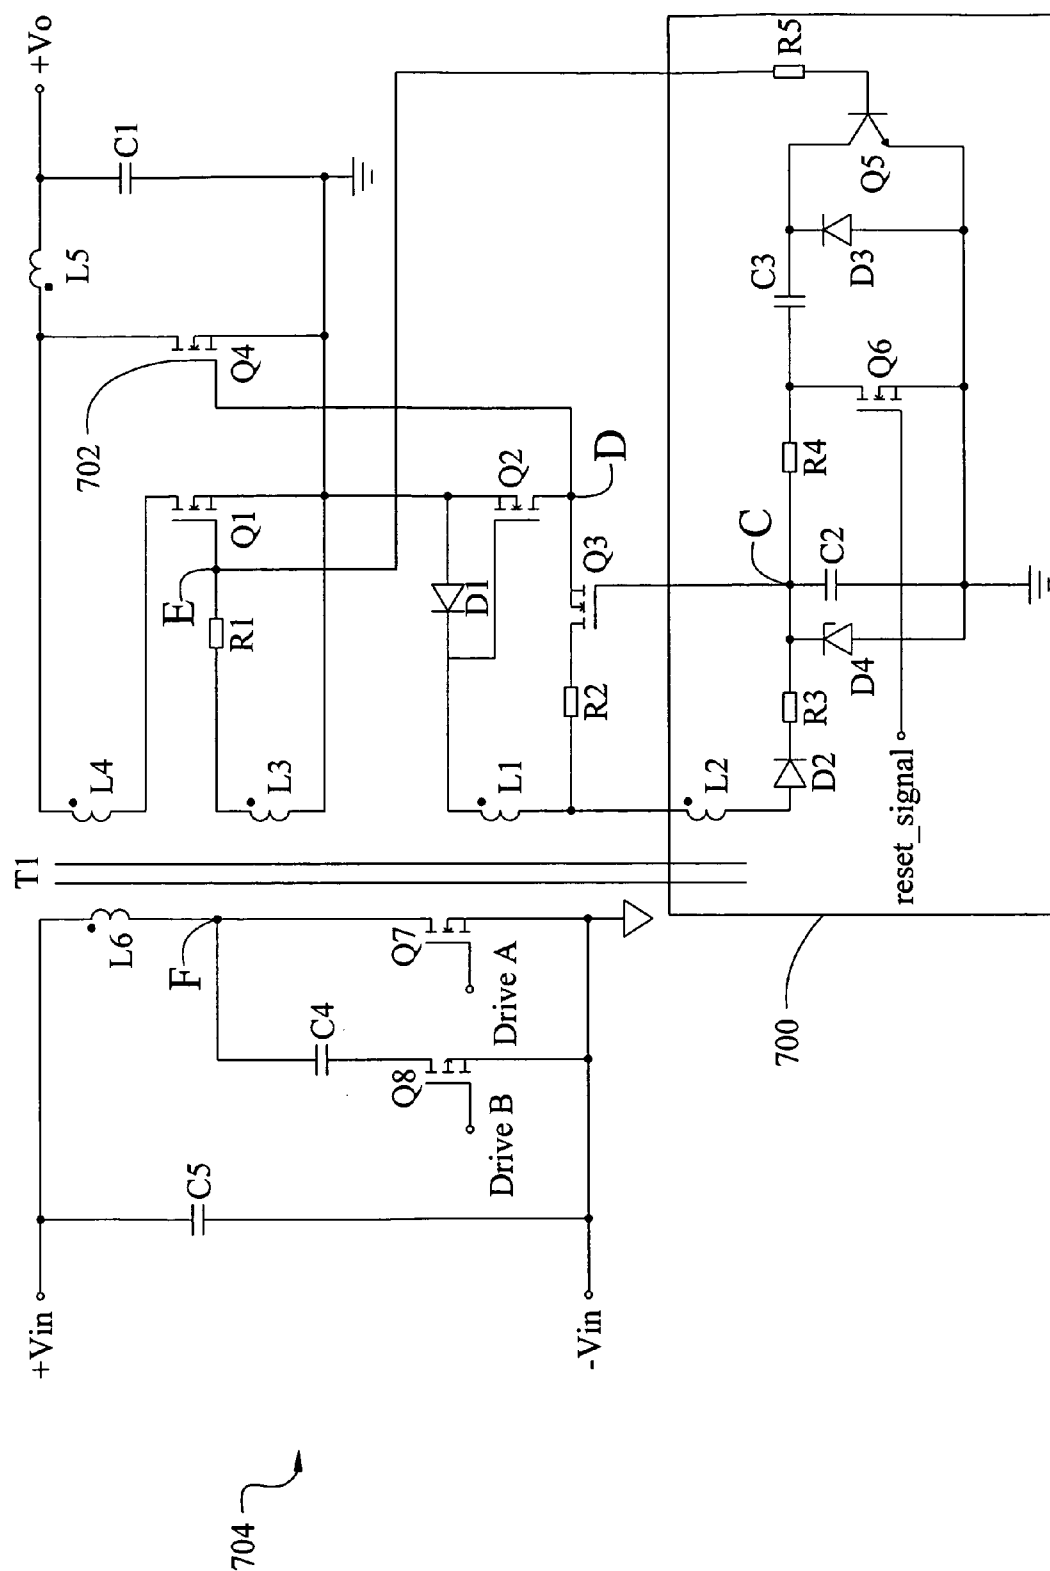 704
+Vin
-Vin
C5
Drive B
Q8
C4
Drive A
Q7
F
L6
T1
L4
L3
L1
L2
R1
E
Q1
702
Q4
L5
C1
+Vo
D1
Q2
R2
Q3
D
700
reset_signal
D2
R3
D4
C2
C
R4
Q6
C3
D3
Q5
R5